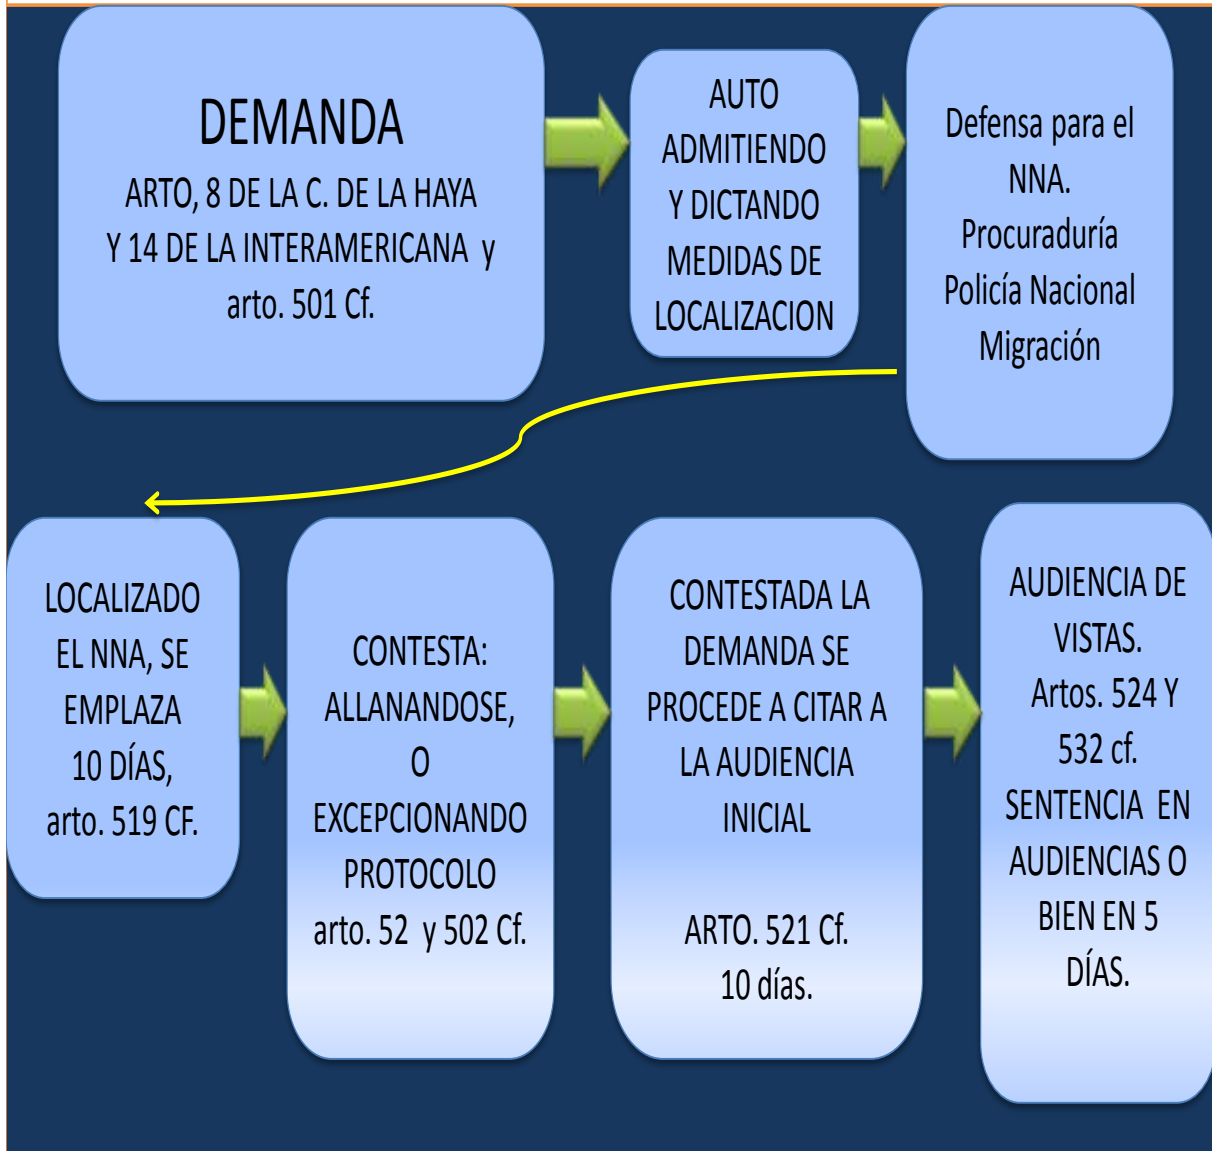 DEMANDA
ARTO, 8 DE LA C. DE LA HAYA
Y 14 DE LA INTERAMERICANA y
arto. 501 Cf.
AUTO
ADMITIENDO
Y DICTANDO
MEDIDAS DE
LOCALIZACION
Defensa para el
NNA.
Procuraduría
Policía Nacional
Migración
LOCALIZADO
EL NNA, SE
EMPLAZA
10 DÍAS,
arto. 519 CF.
CONTESTA:
ALLANANDOSE,
O
EXCEPCIONANDO
PROTOCOLO
arto. 52 y 502 Cf.
CONTESTADA LA
DEMANDA SE
PROCEDE A CITAR A
LA AUDIENCIA
INICIAL
ARTO. 521 Cf.
10 días.
AUDIENCIA DE
VISTAS.
Artos. 524 Y
532 cf.
SENTENCIA EN
AUDIENCIAS O
BIEN EN 5
DÍAS.